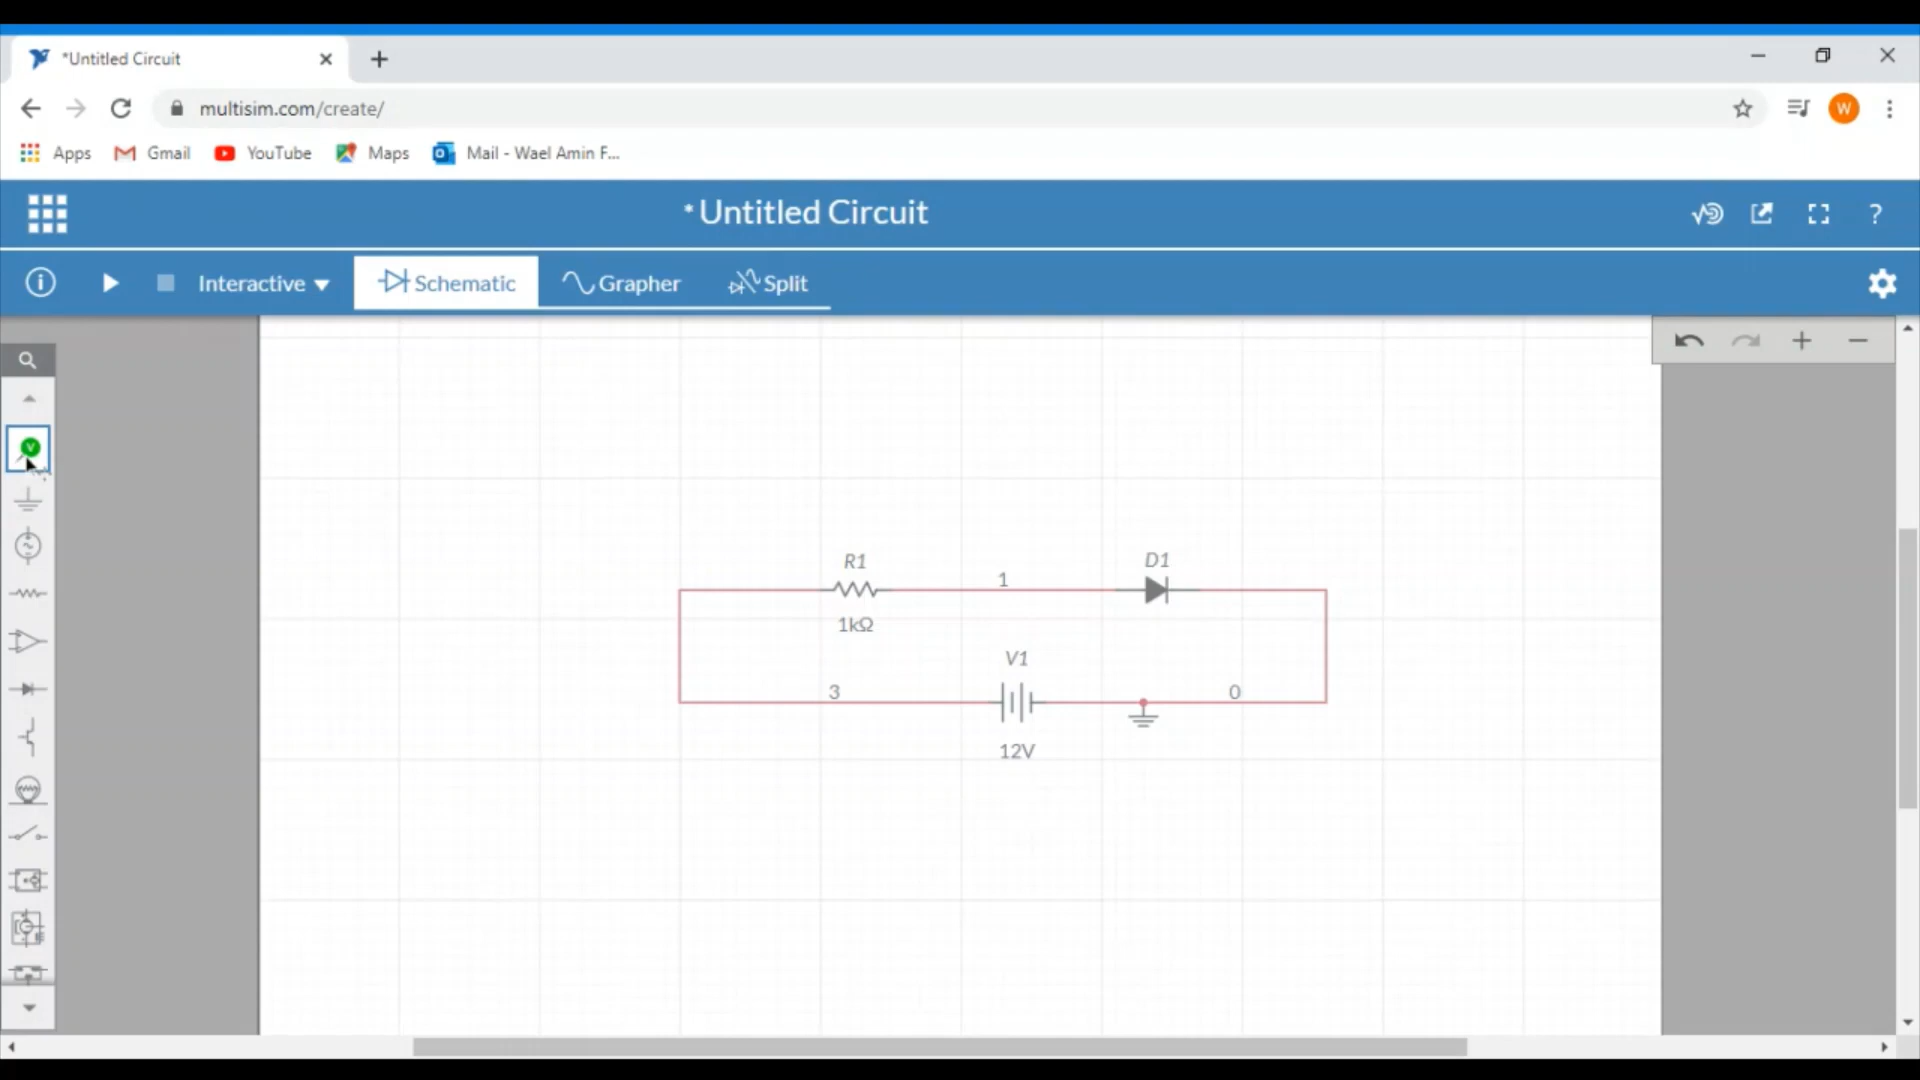 *Untitled Circuit
multisim.com/create/
W
Apps Gmail YouTube Maps Mail - Wael Amin F...
*Untitled Circuit
?
Interactive Schematic Grapher Split
V
R1
1
D1
1kΩ
V1
3
0
12V